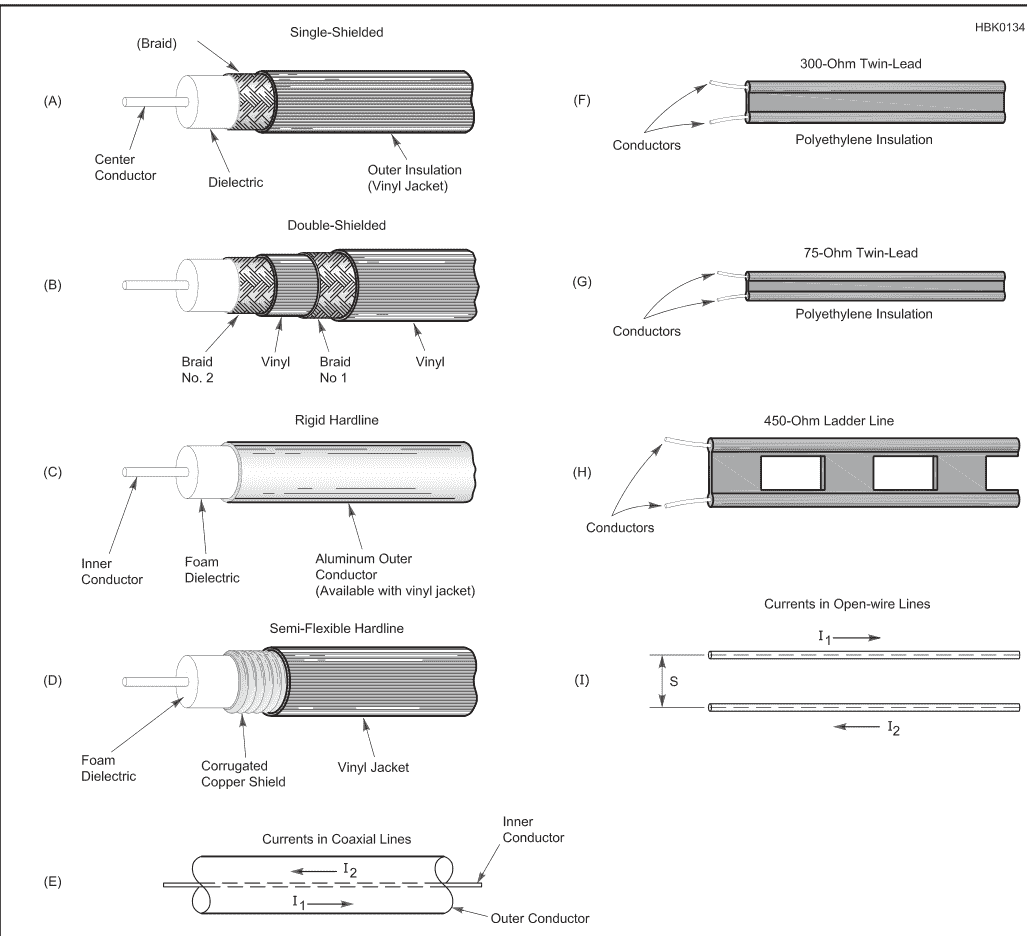 HBK0134
Single-Shielded
(Braid)
(A)
Center
Conductor
Dielectric
Outer Insulation
(Vinyl Jacket)
Double-Shielded
(B)
Braid
No. 2
Vinyl
Braid
No 1
Vinyl
Rigid Hardline
(C)
Inner
Conductor
Foam
Dielectric
Aluminum Outer
Conductor
(Available with vinyl jacket)
Semi-Flexible Hardline
(D)
Foam
Dielectric
Corrugated
Copper Shield
Vinyl Jacket
Currents in Coaxial Lines
Inner
Conductor
(E)
I2
I1
Outer Conductor
300-Ohm Twin-Lead
(F)
Conductors
Polyethylene Insulation
75-Ohm Twin-Lead
(G)
Conductors
Polyethylene Insulation
450-Ohm Ladder Line
(H)
Conductors
Currents in Open-wire Lines
I1
(I)
S
I2